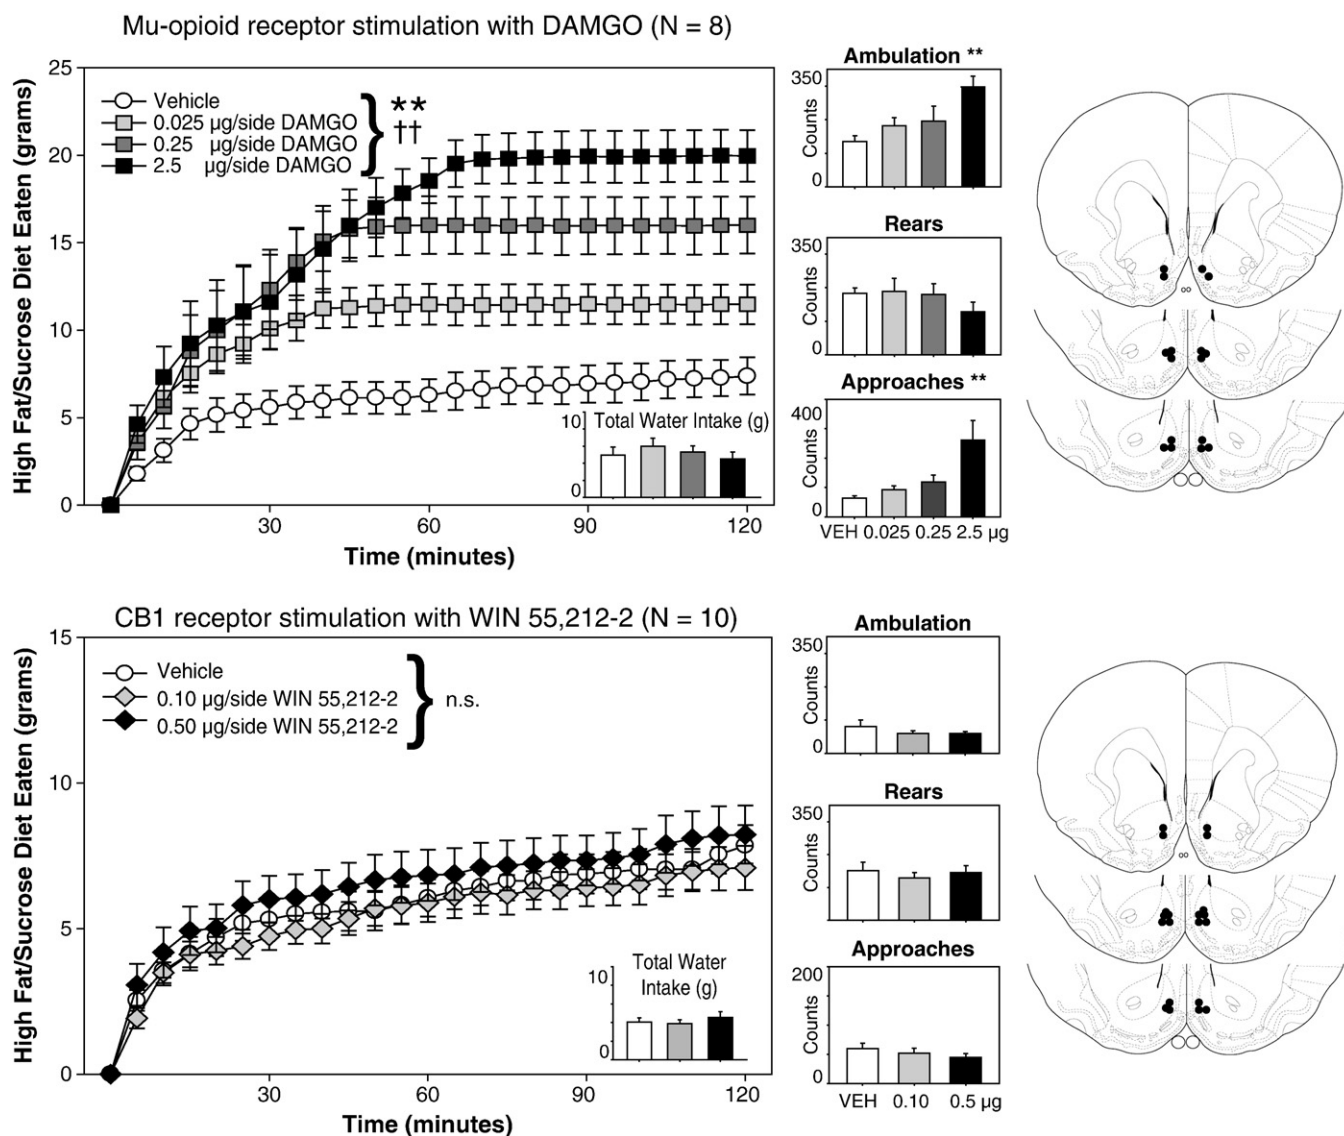 Mu-opioid receptor stimulation with DAMGO (N = 8)
High Fat/Sucrose Diet Eaten (grams)
25
20
15
10
5
0
Vehicle
0.025 µg/side DAMGO
0.25 µg/side DAMGO
2.5 µg/side DAMGO
**
††
Total Water Intake (g)
10
0
30 60 90 120
Time (minutes)
Ambulation **
350
Counts
0
Rears
350
Counts
0
Approaches **
400
Counts
0
VEH 0.025 0.25 2.5 µg
CB1 receptor stimulation with WIN 55,212-2 (N = 10)
High Fat/Sucrose Diet Eaten (grams)
15
10
5
0
Vehicle
0.10 µg/side WIN 55,212-2
0.50 µg/side WIN 55,212-2
n.s.
Total Water
Intake (g)
10
0
30 60 90 120
Time (minutes)
Ambulation
350
Counts
0
Rears
350
Counts
0
Approaches
200
Counts
0
VEH 0.10 0.5 µg